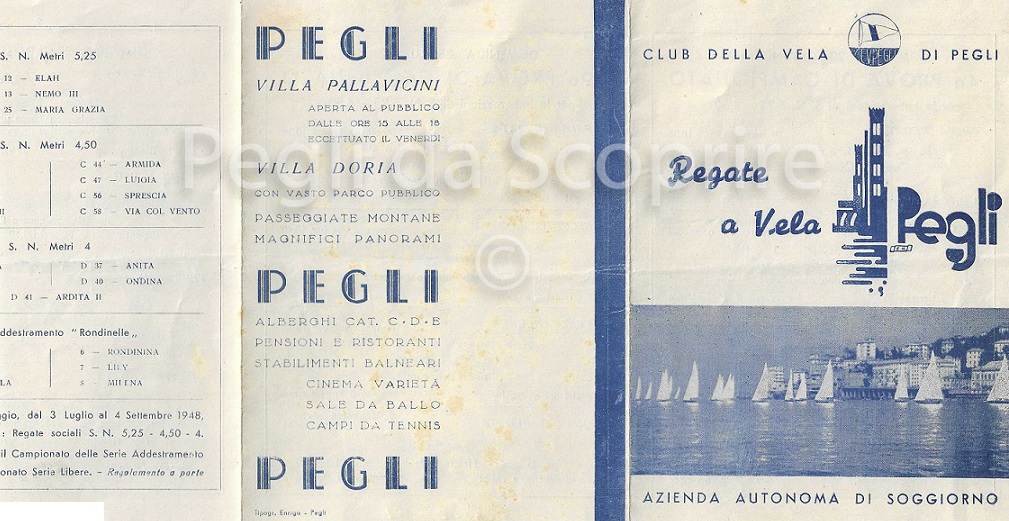 S. N. Metri 5,25
12 — ELAH
13 — NEMO III
25 — MARIA GRAZIA
S. N. Metri 4,50
C 44 — ARMIDA
C 47 — LUIGIA
C 56 — SPRESCIA
C 58 — VIA COL VENTO
S. N. Metri 4
D 37 — ANITA
D 40 — ONDINA
D 41 — ARDITA II
ddestramento "Rondinelle„
6 — RONDININA
7 — LILY
8 — MILENA
ggio, dal 3 Luglio al 4 Settembre 1948,
: Regate sociali S. N. 5,25 - 4,50 - 4.
il Campionato delle Serie Addestramento
onato Serie Libere. - Regolamento a parte
PEGLI
VILLA PALLAVICINI
APERTA AL PUBBLICO
DALLE ORE 15 ALLE 18
ECCETTUATO IL VENERDI
VILLA DORIA
CON VASTO PARCO PUBBLICO
PASSEGGIATE MONTANE
MAGNIFICI PANORAMI
PEGLI
ALBERGHI CAT. C·D·E
PENSIONI E RISTORANTI
STABILIMENTI BALNEARI
CINEMA VARIETÀ
SALE DA BALLO
CAMPI DA TENNIS
PEGLI
Tipogr. Enrigo - Pegli
CLUB DELLA VELA DI PEGLI
Regate
a Vela
Pegli
AZIENDA AUTONOMA DI SOGGIORNO
Pegli da Scoprire
©